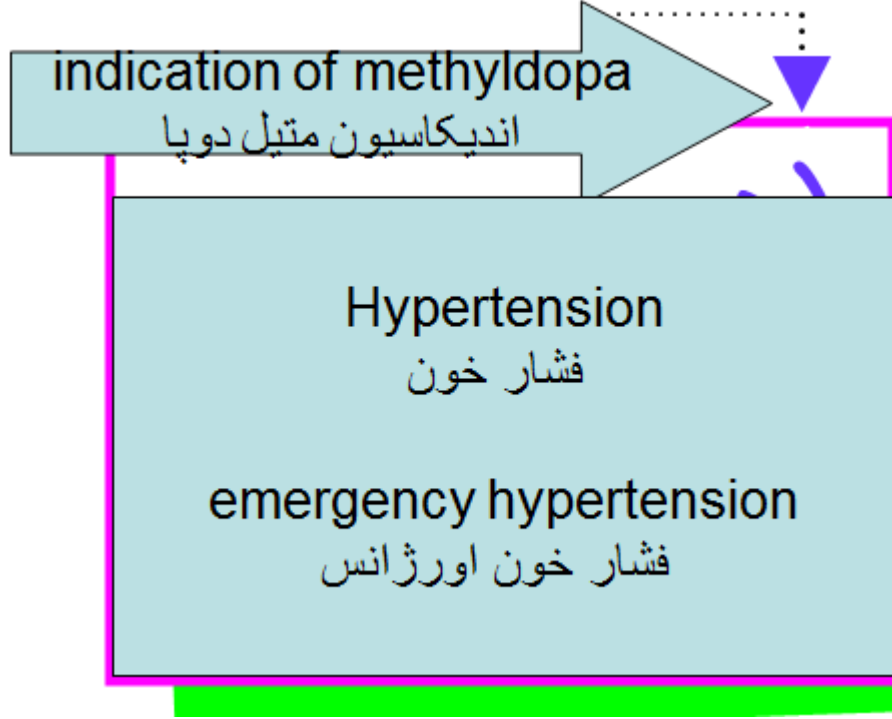 indication of methyldopa
اندیکاسیون متیل دوپا
Hypertension
فشار خون
emergency hypertension
فشار خون اورژانس